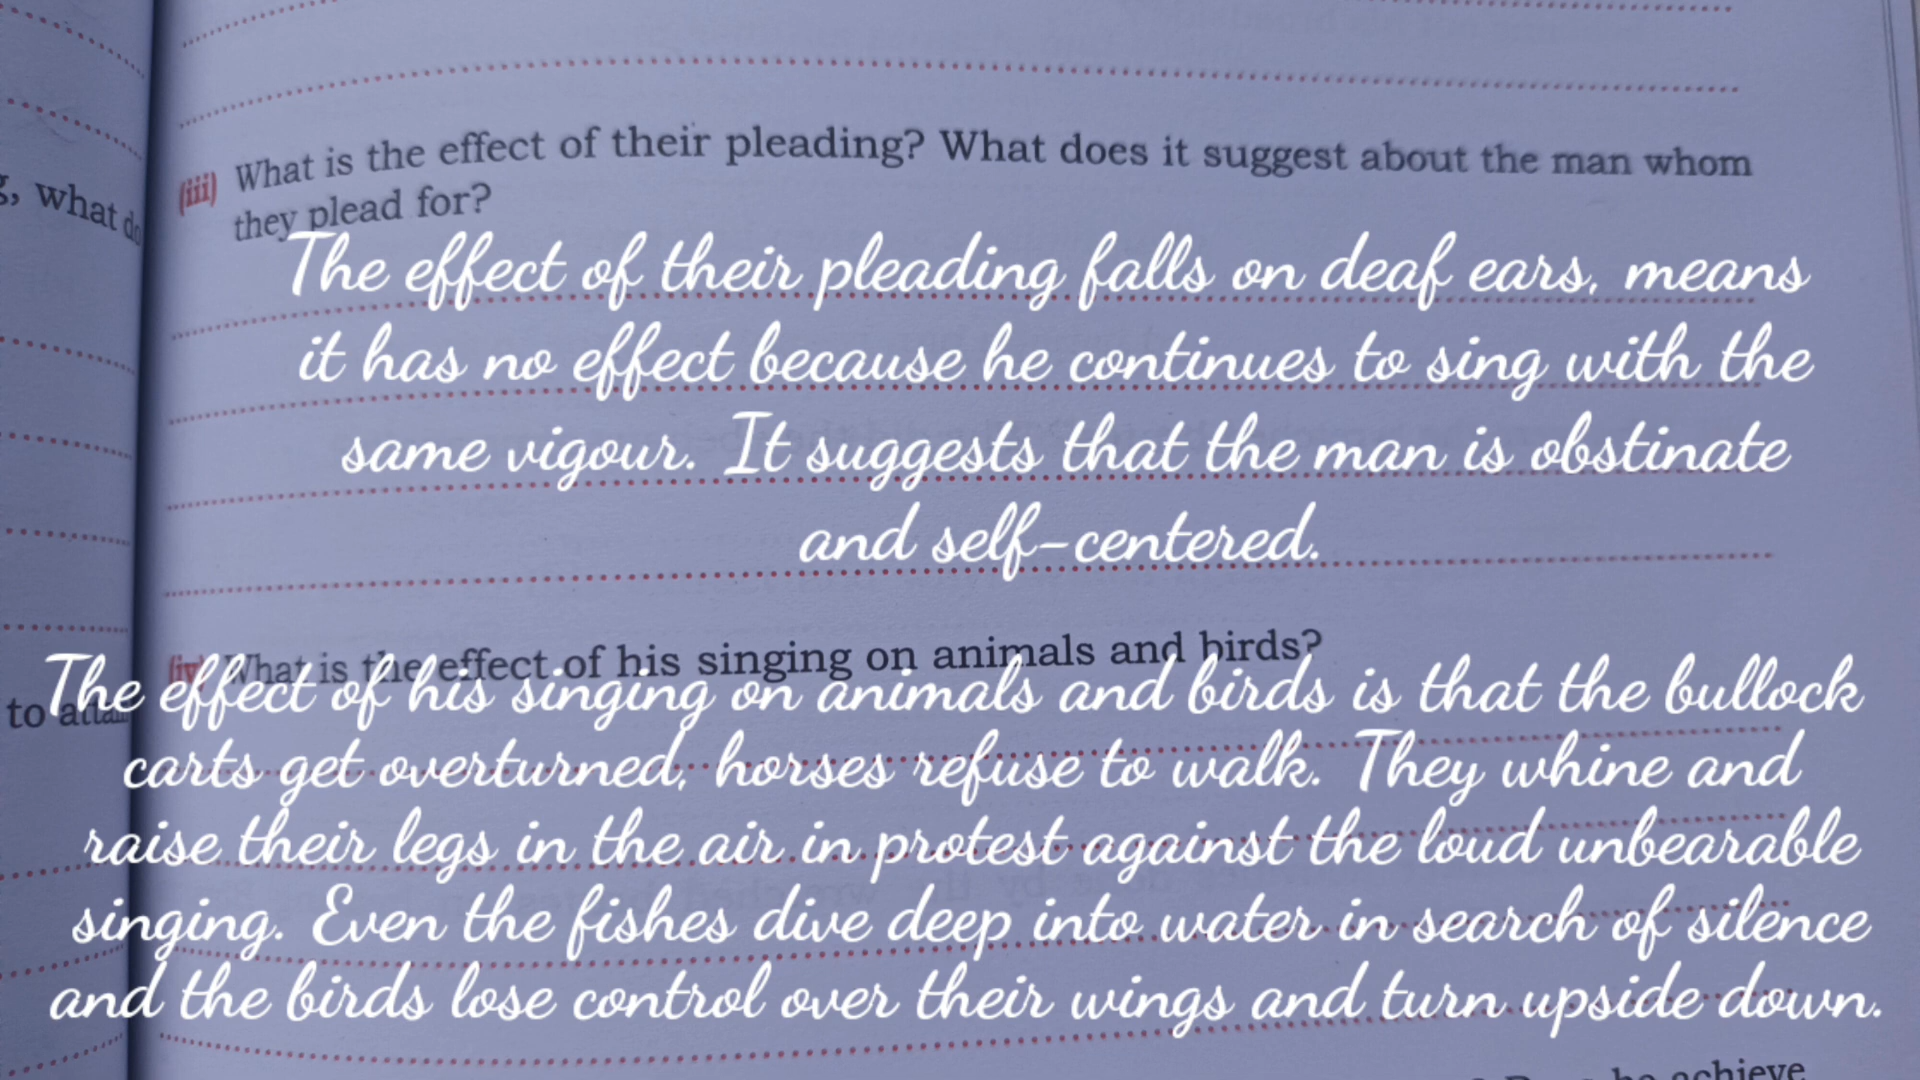 (iii) What is the effect of their pleading? What does it suggest about the man whom
they plead for?
g, what do
The effect of their pleading falls on deaf ears, means
it has no effect because he continues to sing with the
same vigour. It suggests that the man is obstinate
and self-centered.
(iv) What is the effect of his singing on animals and birds?
to attain
The effect of his singing on animals and birds is that the bullock
carts get overturned, horses refuse to walk. They whine and
raise their legs in the air in protest against the loud unbearable
singing. Even the fishes dive deep into water in search of silence
and the birds lose control over their wings and turn upside down.
he achieve